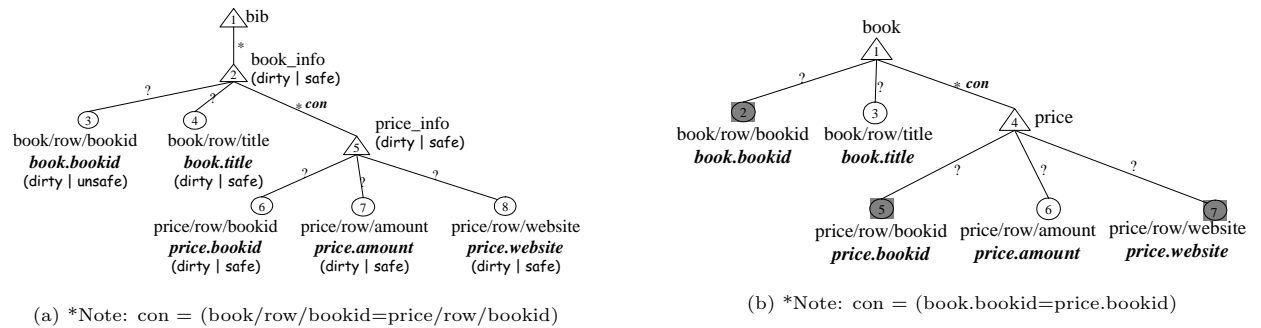 1 bib
*
book_info
2 (dirty | safe)
? ? * con
3 4 price_info
(dirty | safe)
book/row/bookid book/row/title
book.bookid book.title
(dirty | unsafe) (dirty | safe)
5
? ? ?
6 7 8
price/row/bookid price/row/amount price/row/website
price.bookid price.amount price.website
(dirty | safe) (dirty | safe) (dirty | safe)
(a) *Note: con = (book/row/bookid=price/row/bookid)
book
1
? ? * con
2 3 4 price
book/row/bookid book/row/title
book.bookid book.title
? ? ?
5 6 7
price/row/bookid price/row/amount price/row/website
price.bookid price.amount price.website
(b) *Note: con = (book.bookid=price.bookid)